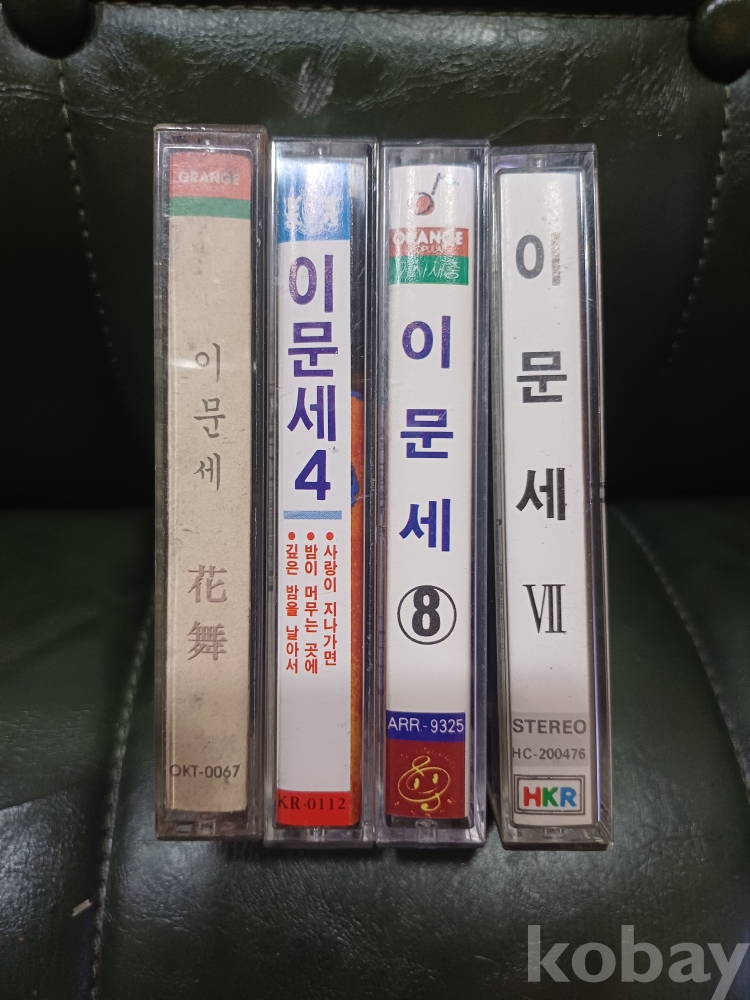 ORANGE
이문세
花舞
OKT-0067
이문세4
• 사랑이 지나가면
• 밤이 머무는 곳에
• 깊은 밤을 날아서
KR-0112
ORANGE
이문세
8
ARR-9325
이문세
VII
STEREO
HC-200476
HKR
kobay